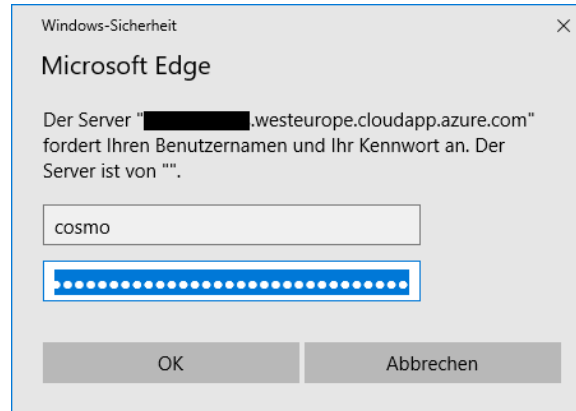 Windows-Sicherheit
Microsoft Edge
Der Server ".westeurope.cloudapp.azure.com"
fordert Ihren Benutzernamen und Ihr Kennwort an. Der
Server ist von "".
cosmo
OK Abbrechen